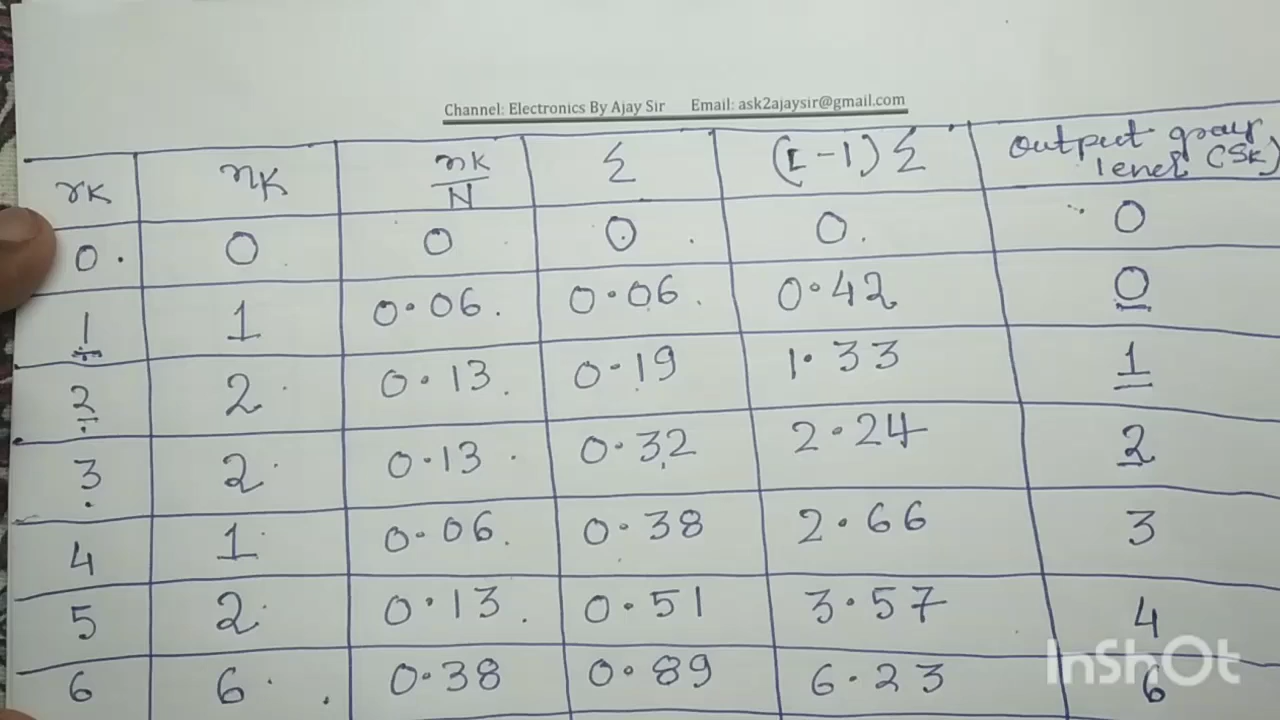 Channel: Electronics By Ajay Sir Email: ask2ajaysir@gmail.com
rk nk nk/N Σ (L-1) Σ output gray level (Sk)
0 0 0 0 0 0
1 1 0.06 0.06 0.42 0
2 2 0.13 0.19 1.33 1
3 2 0.13 0.32 2.24 2
4 1 0.06 0.38 2.66 3
5 2 0.13 0.51 3.57 4
6 6 0.38 0.89 6.23 6
InShOt